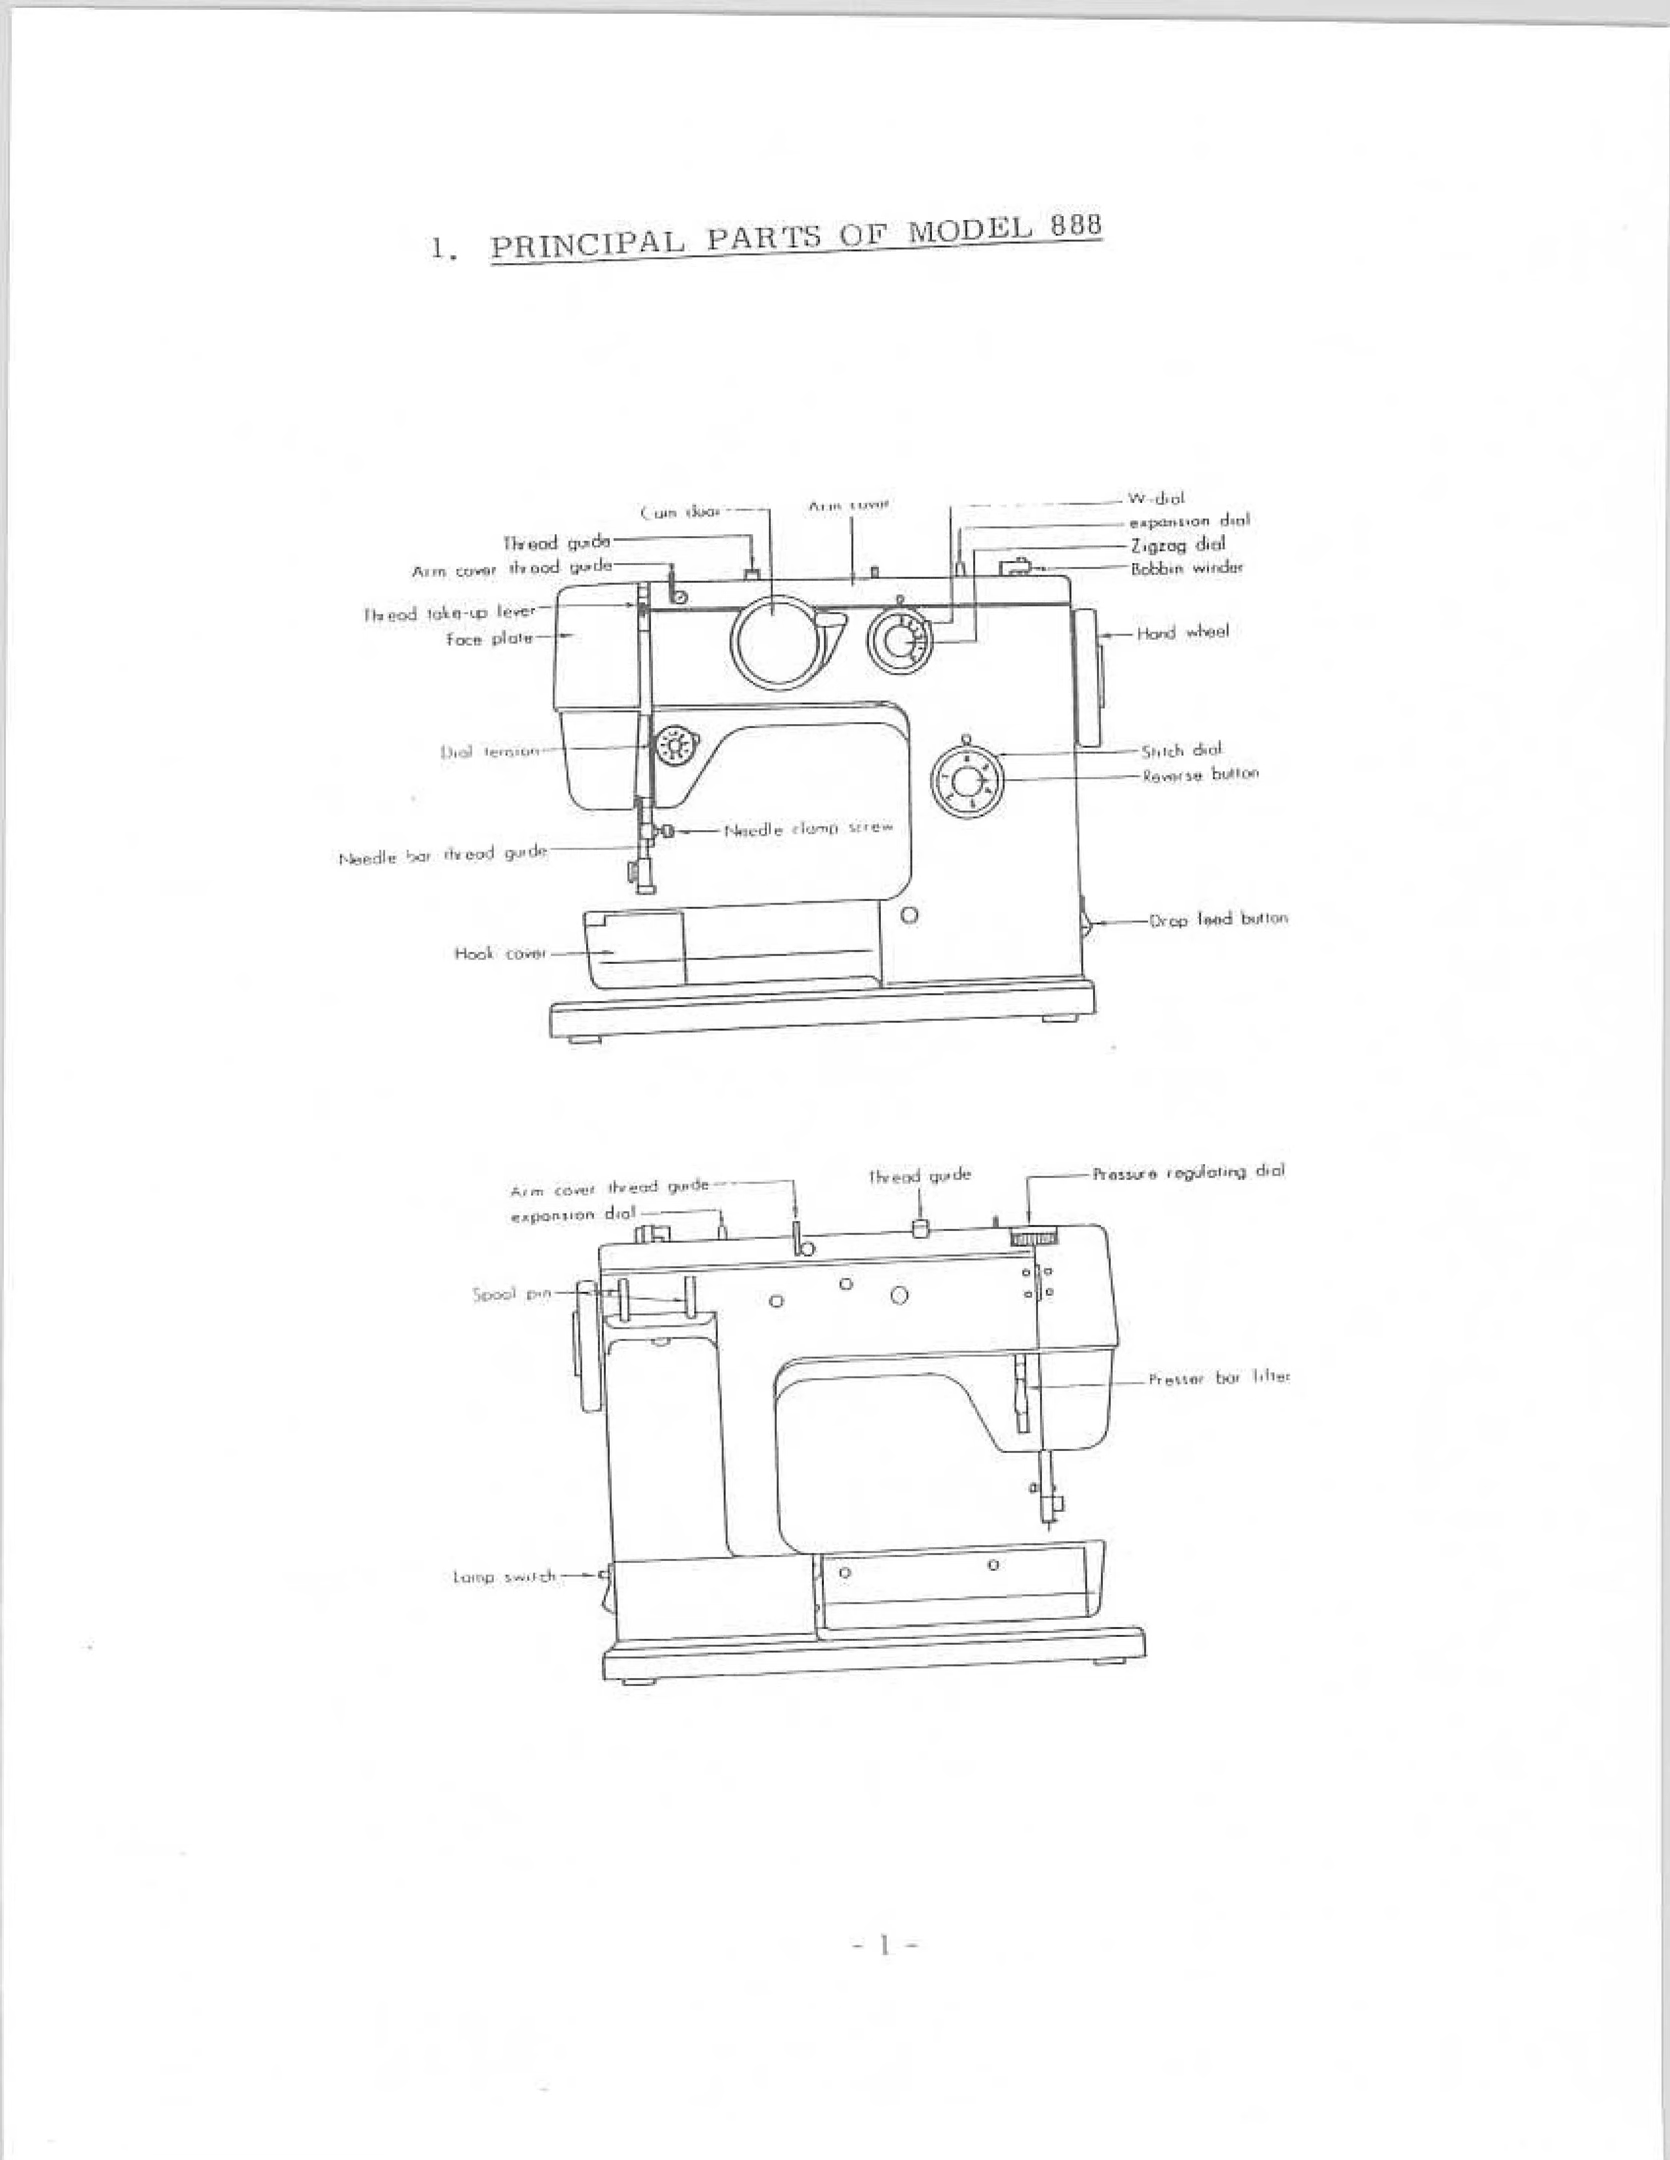 1. PRINCIPAL PARTS OF MODEL 888
Cam door
Arm cover
W-dial
expansion dial
Thread guide
Zigzag dial
Arm cover thread guide
Bobbin winder
Thread take-up lever
Face plate
Hand wheel
Dial tension
Stitch dial
Reverse button
Needle clamp screw
Needle bar thread guide
Drop feed button
Hook cover
Arm cover thread guide
Thread guide
Pressure regulating dial
expansion dial
Spool pin
Presser bar lifter
Lamp switch
- 1 -